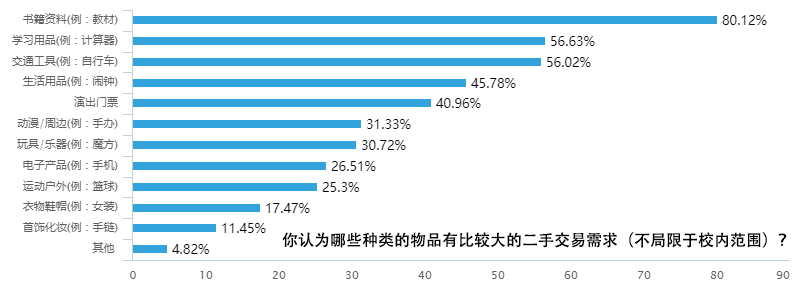 书籍资料(例：教材) 80.12%
学习用品(例：计算器) 56.63%
交通工具(例：自行车) 56.02%
生活用品(例：闹钟) 45.78%
演出门票 40.96%
动漫/周边(例：手办) 31.33%
玩具/乐器(例：魔方) 30.72%
电子产品(例：手机) 26.51%
运动户外(例：篮球) 25.3%
衣物鞋帽(例：女装) 17.47%
首饰化妆(例：手链) 11.45%
你认为哪些种类的物品有比较大的二手交易需求（不局限于校内范围）？
其他 4.82%
0 10 20 30 40 50 60 70 80 90